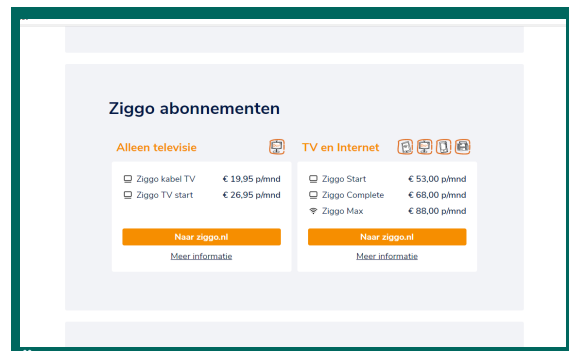 Ziggo abonnementen
Alleen televisie
Ziggo kabel TV € 19,95 p/mnd
Ziggo TV start € 26,95 p/mnd
Naar ziggo.nl
Meer informatie
TV en Internet
Ziggo Start € 53,00 p/mnd
Ziggo Complete € 68,00 p/mnd
Ziggo Max € 88,00 p/mnd
Naar ziggo.nl
Meer informatie